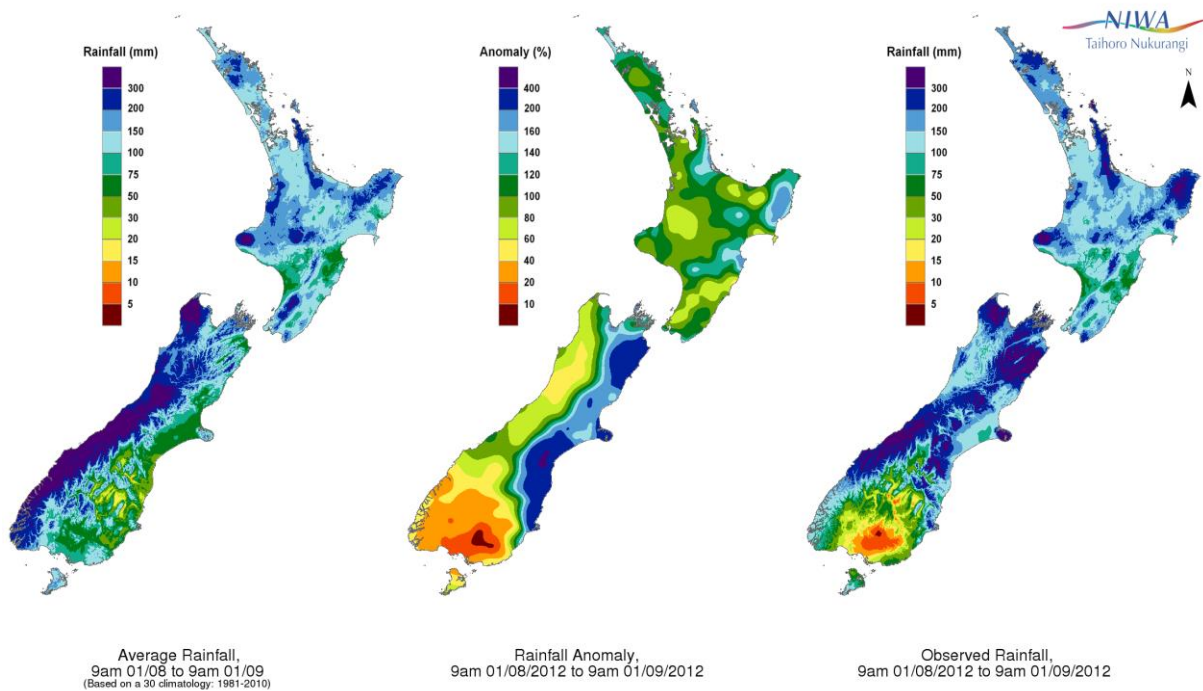 NIWA
Taihoro Nukurangi
N
Rainfall (mm)
300
200
150
100
75
50
30
20
15
10
5
Anomaly (%)
400
200
160
140
120
100
80
60
40
20
10
Rainfall (mm)
300
200
150
100
75
50
30
20
15
10
5
Average Rainfall,
9am 01/08 to 9am 01/09
(Based on a 30 climatology: 1981-2010)
Rainfall Anomaly,
9am 01/08/2012 to 9am 01/09/2012
Observed Rainfall,
9am 01/08/2012 to 9am 01/09/2012